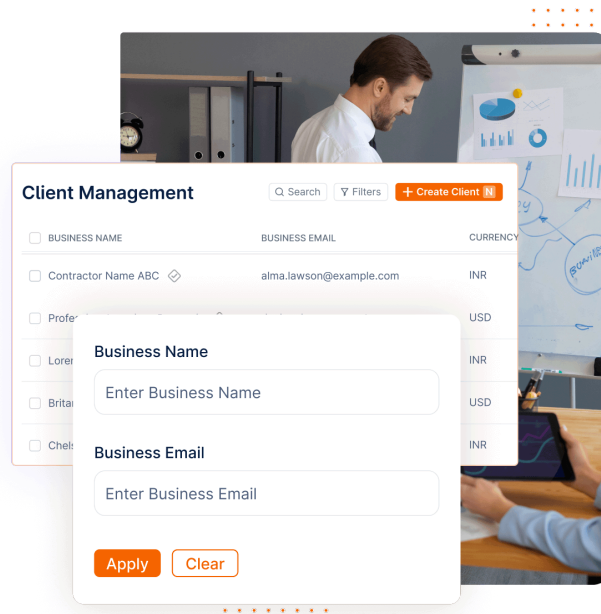 Client Management
Search
Filters
+ Create Client N
BUSINESS NAME
BUSINESS EMAIL
CURRENCY
Contractor Name ABC
alma.lawson@example.com
INR
USD
INR
USD
INR
Business Name
Enter Business Name
Business Email
Enter Business Email
Apply
Clear